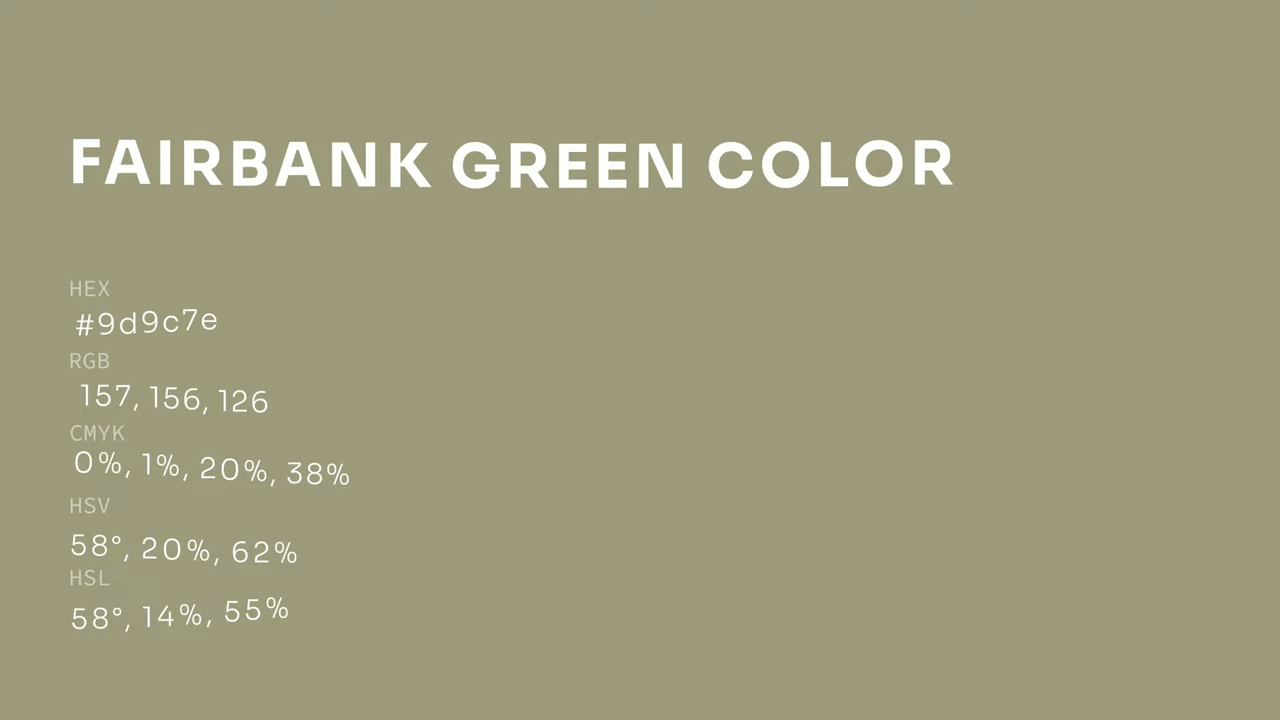 FAIRBANK GREEN COLOR
HEX
#9d9c7e
RGB
157, 156, 126
CMYK
0%, 1%, 20%, 38%
HSV
58°, 20%, 62%
HSL
58°, 14%, 55%